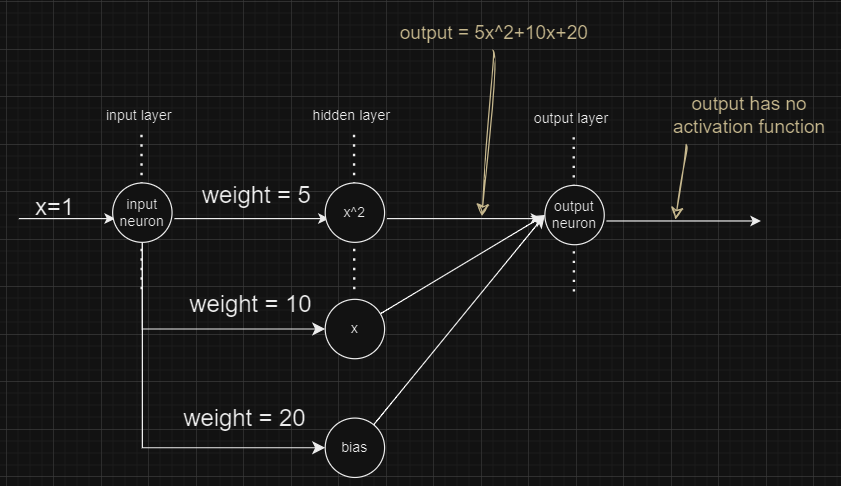 output = 5x^2+10x+20
output has no
activation function
input layer
hidden layer
output layer
x=1
input
neuron
weight = 5
x^2
output
neuron
weight = 10
x
weight = 20
bias